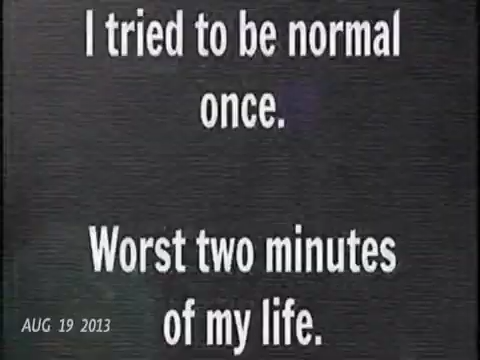 I tried to be normal
once.
Worst two minutes
of my life.
AUG 19 2013